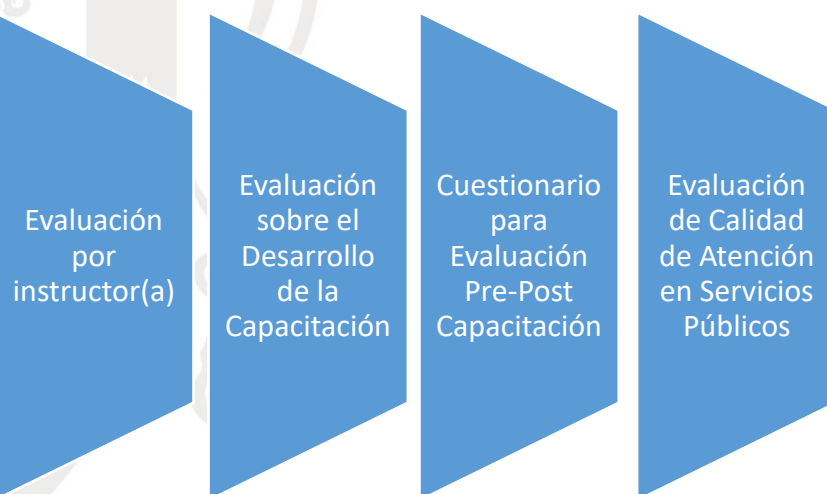 Evaluación
por
instructor(a)
Evaluación
sobre el
Desarrollo
de la
Capacitación
Cuestionario
para
Evaluación
Pre-Post
Capacitación
Evaluación
de Calidad
de Atención
en Servicios
Públicos